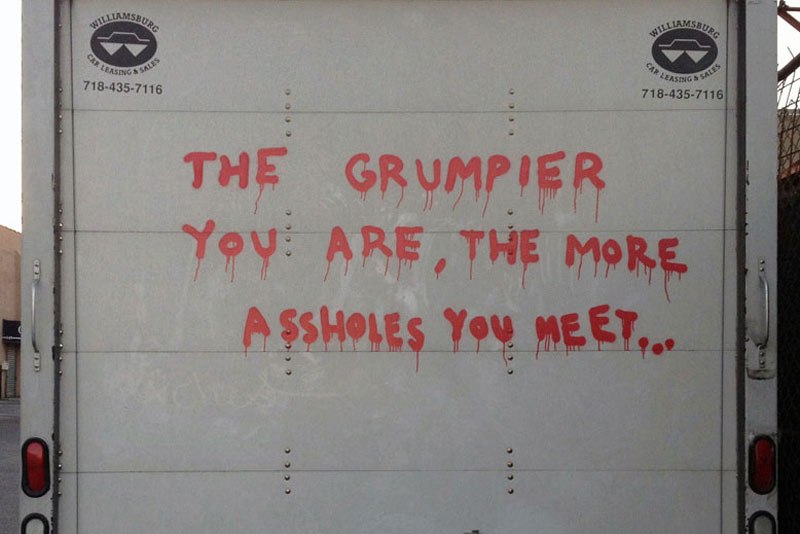 WILLIAMSBURG
CAR LEASING & SALES
718-435-7116
WILLIAMSBURG
CAR LEASING & SALES
718-435-7116
THE GRUMPIER
YOU ARE, THE MORE
ASSHOLES YOU MEET...